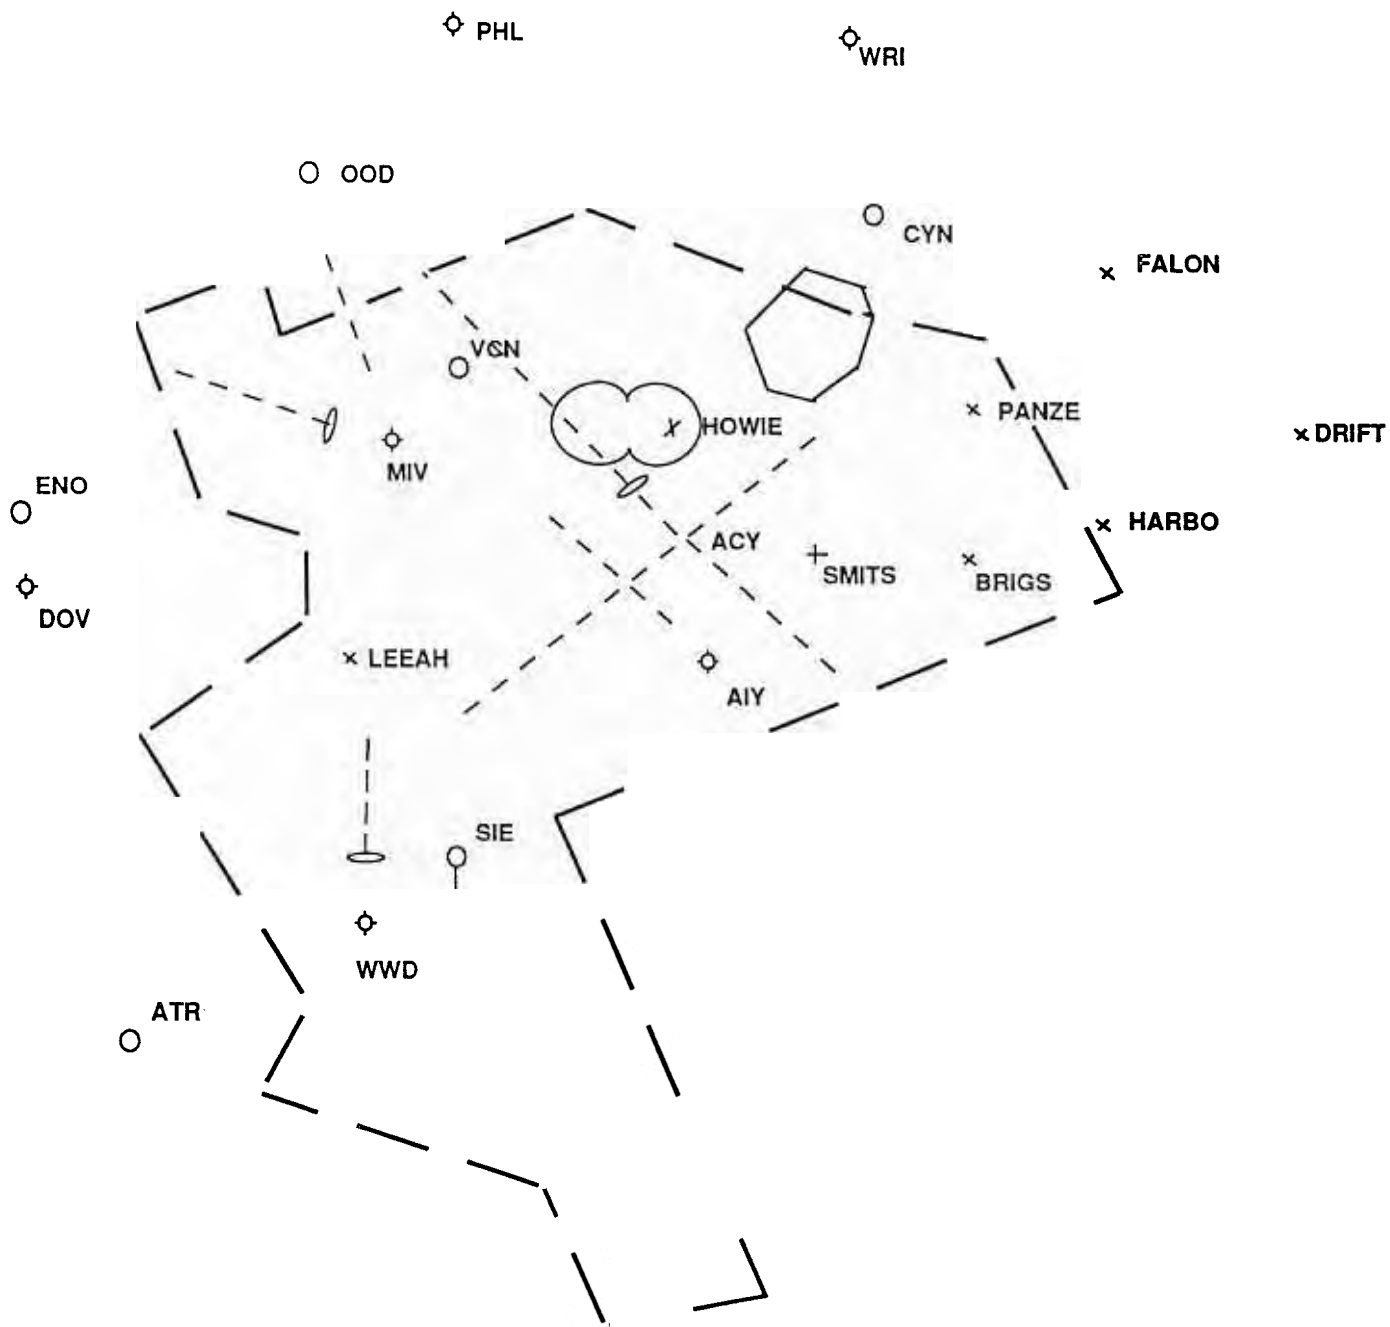 PHL
WRI
OOD
CYN
FALON
VCN
PANZE
HOWIE
DRIFT
MIV
ENO
HARBO
ACY
SMITS
BRIGS
DOV
LEEAH
AIY
SIE
WWD
ATR